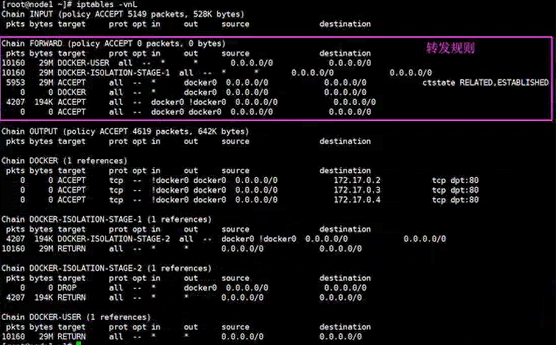 [root@node1 ~]# iptables -vnL
Chain INPUT (policy ACCEPT 5149 packets, 528K bytes)
pkts bytes target prot opt in out source destination
Chain FORWARD (policy ACCEPT 0 packets, 0 bytes) 转发规则
pkts bytes target prot opt in out source destination
10160 29M DOCKER-USER all -- * * 0.0.0.0/0 0.0.0.0/0
10160 29M DOCKER-ISOLATION-STAGE-1 all -- * * 0.0.0.0/0 0.0.0.0/0
5953 29M ACCEPT all -- * docker0 0.0.0.0/0 0.0.0.0/0 ctstate RELATED,ESTABLISHED
0 0 DOCKER all -- * docker0 0.0.0.0/0 0.0.0.0/0
4207 194K ACCEPT all -- docker0 !docker0 0.0.0.0/0 0.0.0.0/0
0 0 ACCEPT all -- docker0 docker0 0.0.0.0/0 0.0.0.0/0
Chain OUTPUT (policy ACCEPT 4619 packets, 642K bytes)
pkts bytes target prot opt in out source destination
Chain DOCKER (1 references)
pkts bytes target prot opt in out source destination
0 0 ACCEPT tcp -- !docker0 docker0 0.0.0.0/0 172.17.0.2 tcp dpt:80
0 0 ACCEPT tcp -- !docker0 docker0 0.0.0.0/0 172.17.0.3 tcp dpt:80
0 0 ACCEPT tcp -- !docker0 docker0 0.0.0.0/0 172.17.0.4 tcp dpt:80
Chain DOCKER-ISOLATION-STAGE-1 (1 references)
pkts bytes target prot opt in out source destination
4207 194K DOCKER-ISOLATION-STAGE-2 all -- docker0 !docker0 0.0.0.0/0 0.0.0.0/0
10160 29M RETURN all -- * * 0.0.0.0/0 0.0.0.0/0
Chain DOCKER-ISOLATION-STAGE-2 (1 references)
pkts bytes target prot opt in out source destination
0 0 DROP all -- * docker0 0.0.0.0/0 0.0.0.0/0
4207 194K RETURN all -- * * 0.0.0.0/0 0.0.0.0/0
Chain DOCKER-USER (1 references)
pkts bytes target prot opt in out source destination
10160 29M RETURN all -- * * 0.0.0.0/0 0.0.0.0/0
[root@node1 ~]#